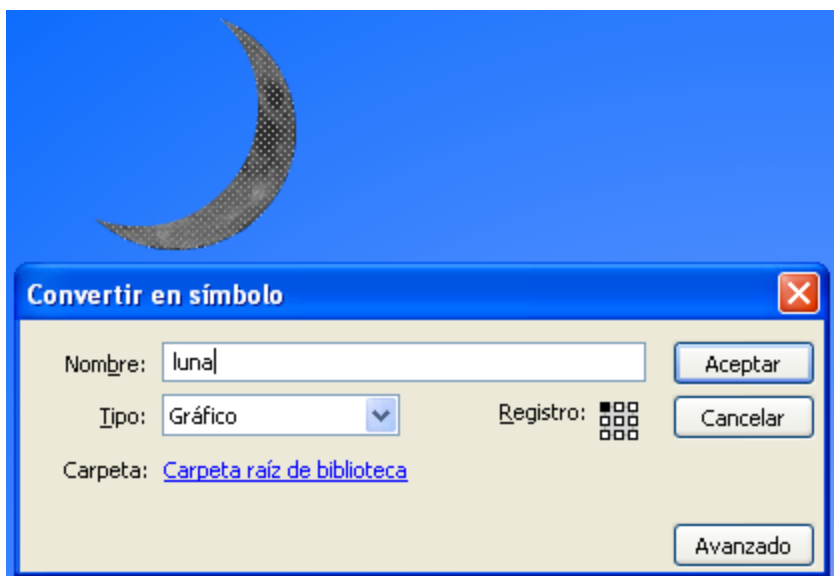 Convertir en símbolo
Nombre: luna Aceptar
Tipo: Gráfico Registro: Cancelar
Carpeta: Carpeta raíz de biblioteca
Avanzado